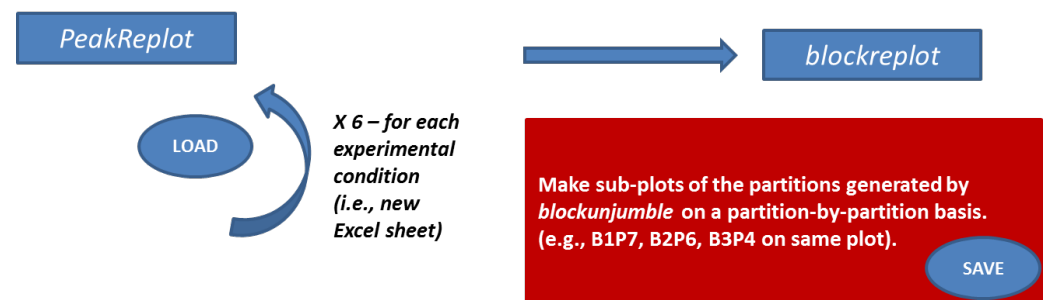 PeakReplot
blockreplot
LOAD
X 6 – for each
experimental
condition
(i.e., new
Excel sheet)
Make sub-plots of the partitions generated by
blockunjumble on a partition-by-partition basis.
(e.g., B1P7, B2P6, B3P4 on same plot).
SAVE